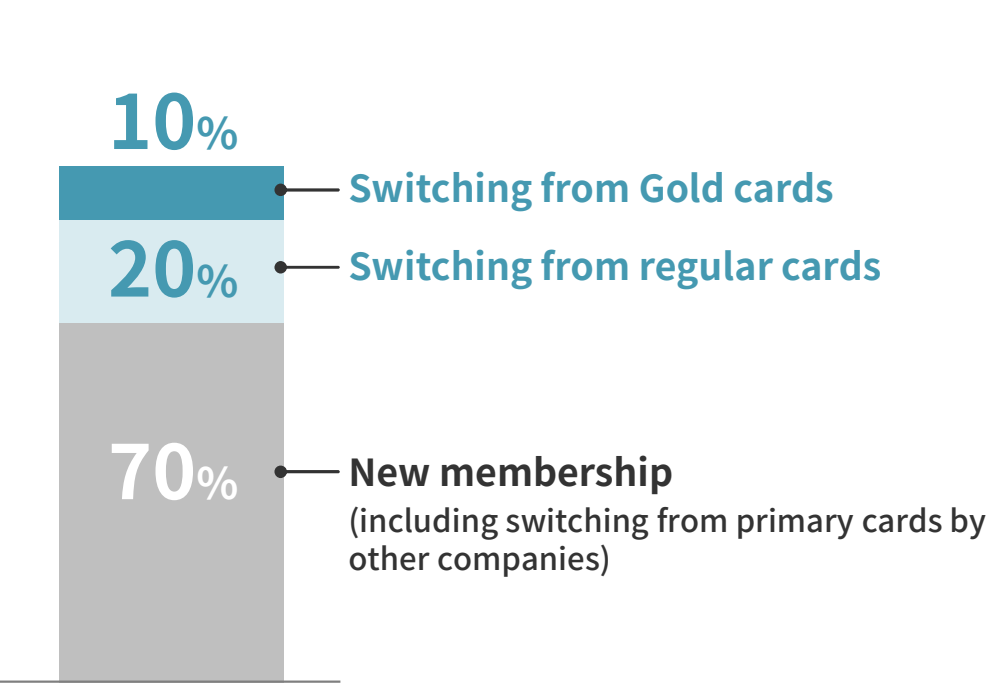 10%
Switching from Gold cards
20%
Switching from regular cards
70%
New membership
(including switching from primary cards by
other companies)